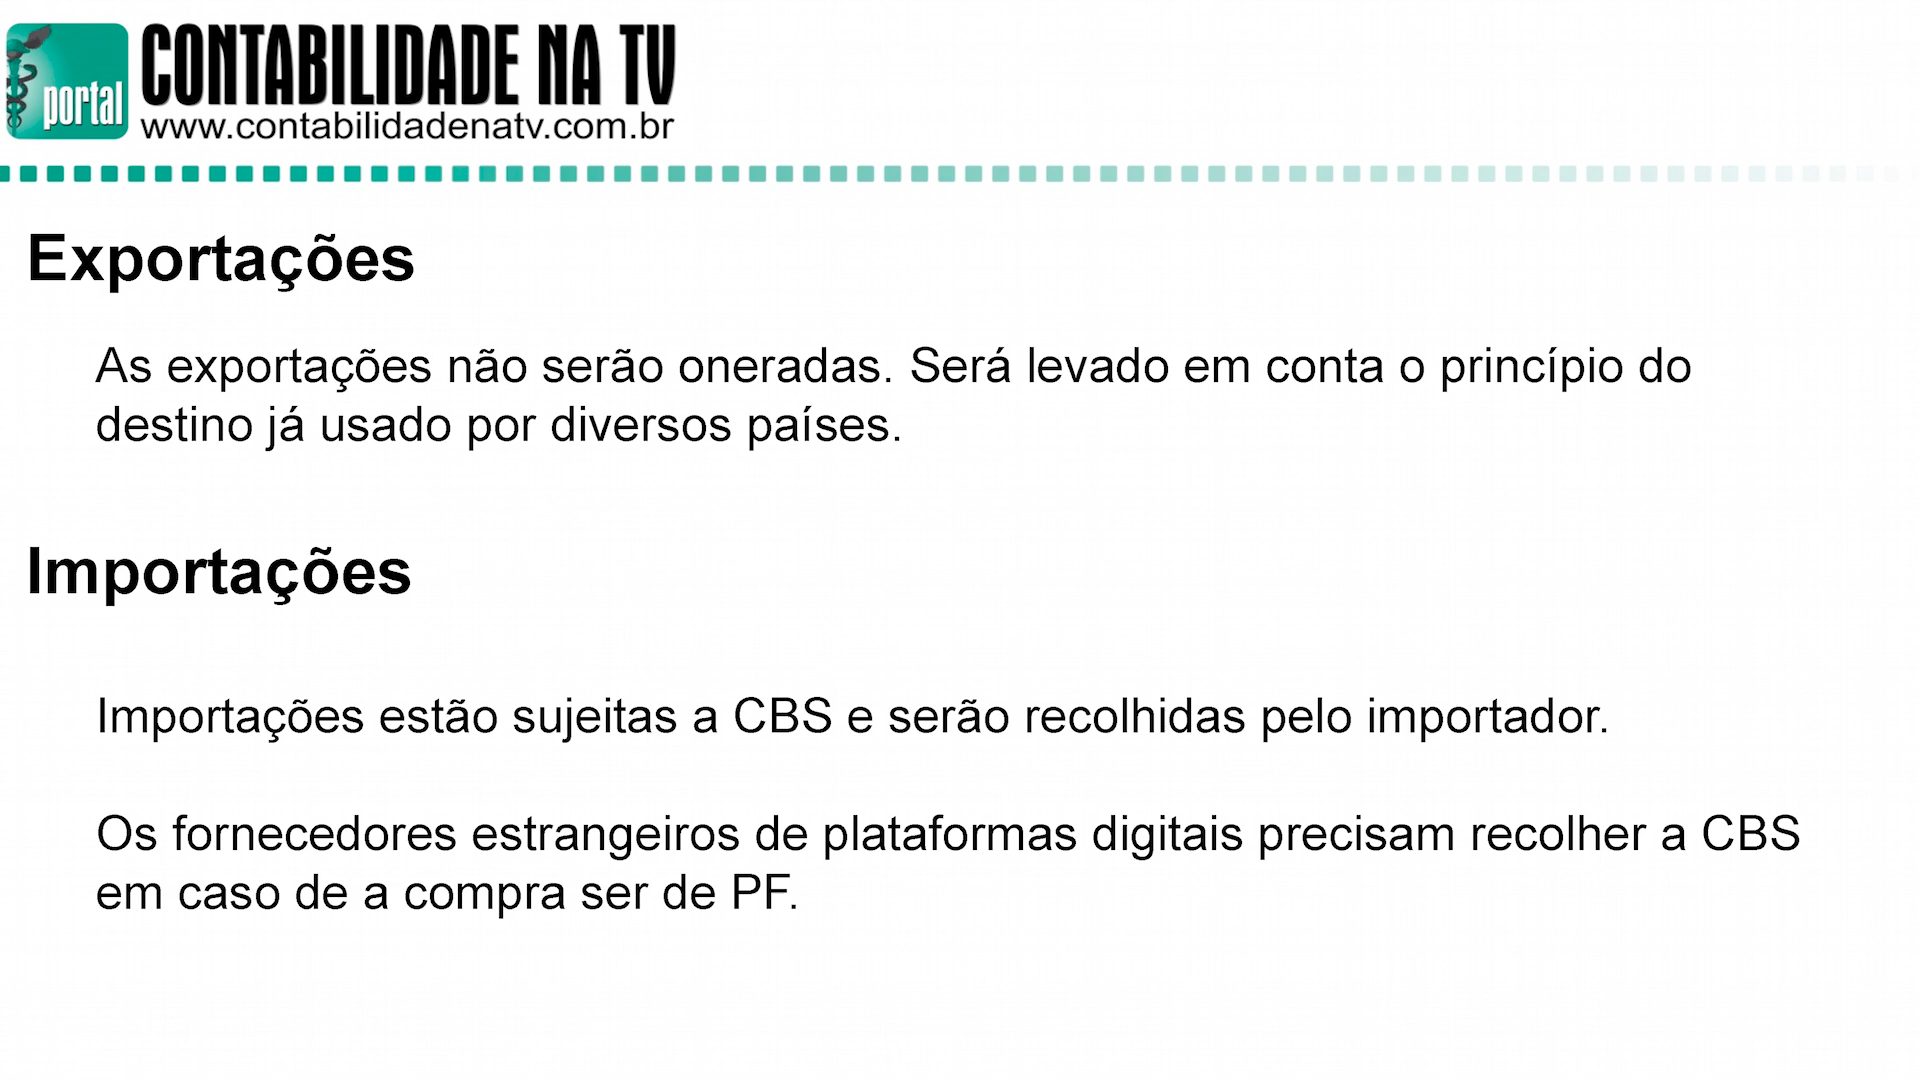 portal
CONTABILIDADE NA TV
www.contabilidadenatv.com.br
Exportações
As exportações não serão oneradas. Será levado em conta o princípio do
destino já usado por diversos países.
Importações
Importações estão sujeitas a CBS e serão recolhidas pelo importador.
Os fornecedores estrangeiros de plataformas digitais precisam recolher a CBS
em caso de a compra ser de PF.